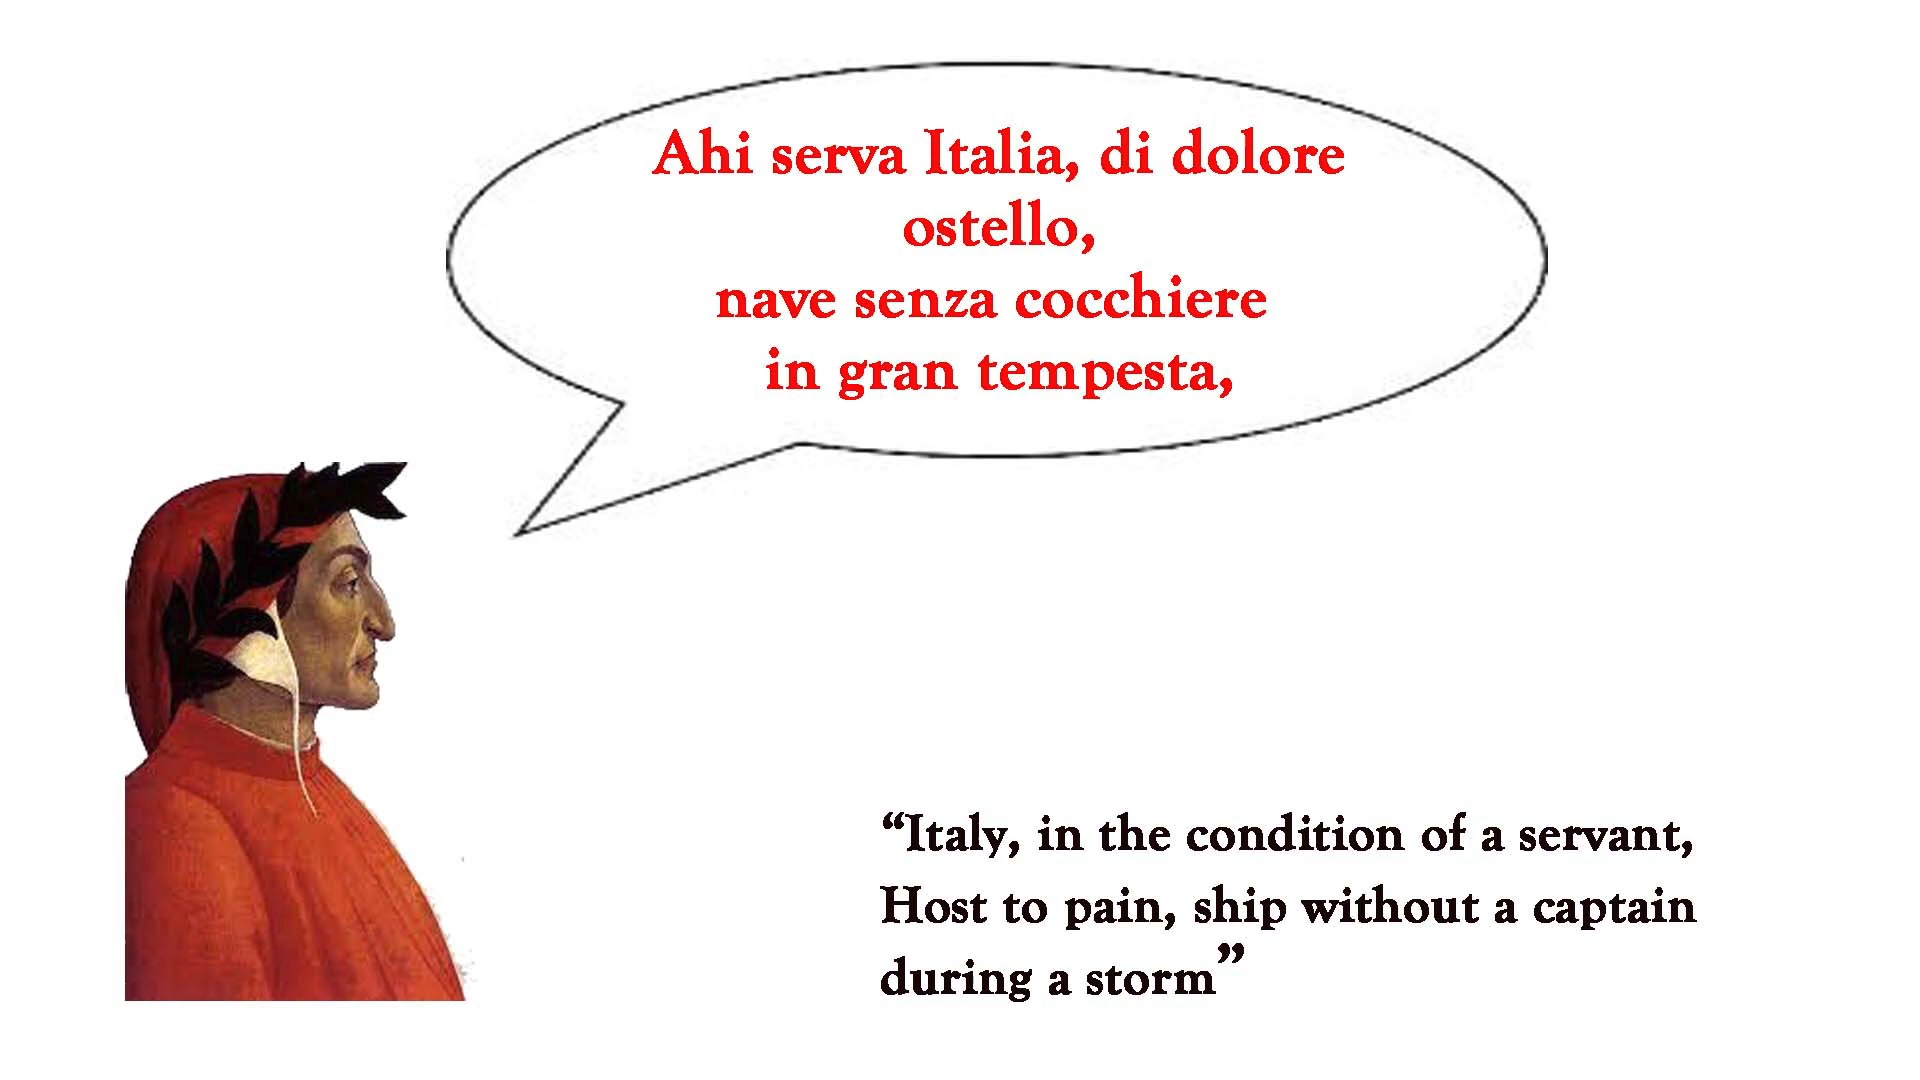 Ahi serva Italia, di dolore
ostello,
nave senza cocchiere
in gran tempesta,
“Italy, in the condition of a servant,
Host to pain, ship without a captain
during a storm”